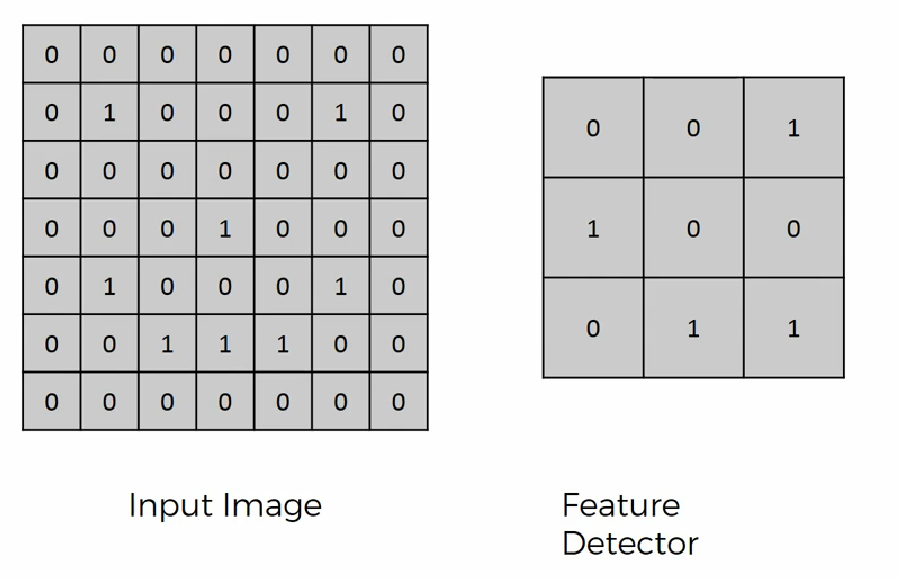 0 0 0 0 0 0 0
0 1 0 0 0 1 0
0 0 0 0 0 0 0
0 0 0 1 0 0 0
0 1 0 0 0 1 0
0 0 1 1 1 0 0
0 0 0 0 0 0 0
Input Image
0 0 1
1 0 0
0 1 1
Feature
Detector